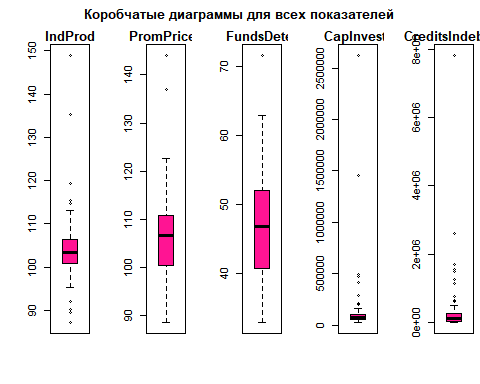 Коробчатые диаграммы для всех показателей
IndProd
PromPrice
FundsDete
CapInvest
CreditsIndeb
150
140
130
120
110
100
90
140
130
120
110
100
90
70
60
50
40
2500000
2000000
1500000
1000000
500000
0
8e+06
6e+06
4e+06
2e+06
0e+00